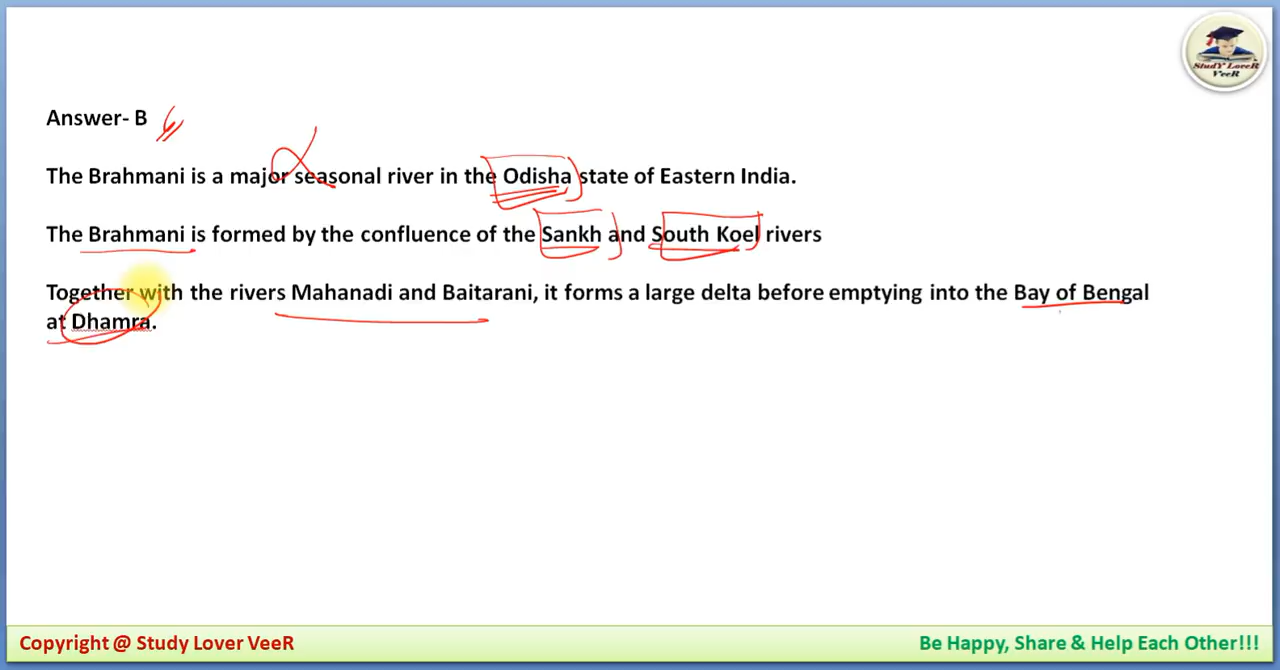 StudY LoveR
VeeR
Answer- B
The Brahmani is a major seasonal river in the Odisha state of Eastern India.
The Brahmani is formed by the confluence of the Sankh and South Koel rivers
Together with the rivers Mahanadi and Baitarani, it forms a large delta before emptying into the Bay of Bengal
at Dhamra.
Copyright @ Study Lover VeeR
Be Happy, Share & Help Each Other!!!